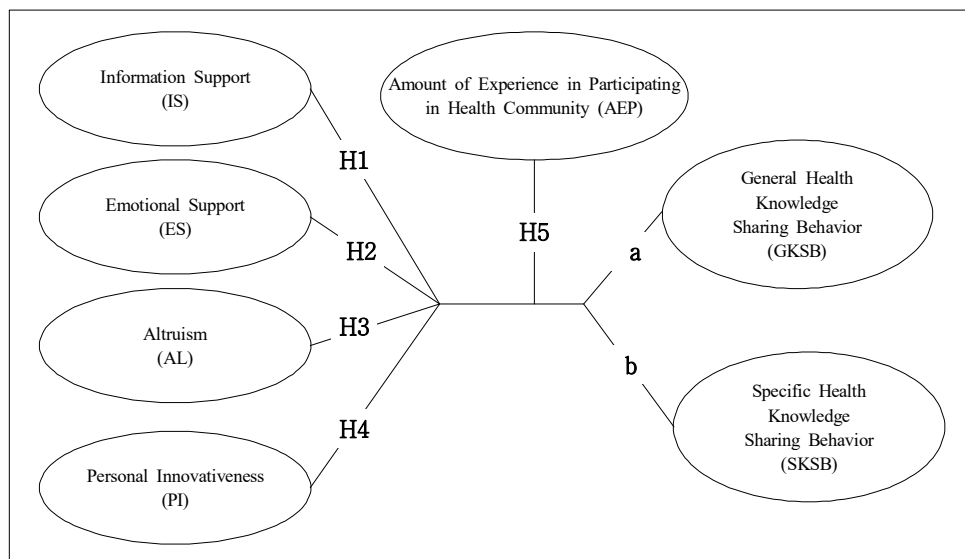 Information Support
(IS)
Emotional Support
(ES)
Altruism
(AL)
Personal Innovativeness
(PI)
H1
H2
H3
H4
Amount of Experience in Participating
in Health Community (AEP)
H5
a
b
General Health
Knowledge
Sharing Behavior
(GKSB)
Specific Health
Knowledge
Sharing Behavior
(SKSB)